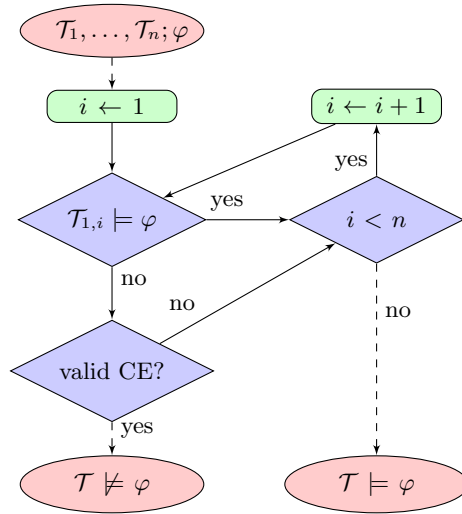 𝒯₁, …, 𝒯ₙ; φ
i ← 1
i ← i + 1
yes
𝒯₁,ᵢ ⊨ φ
yes
i < n
no
no
no
valid CE?
yes
𝒯 ⊭ φ
𝒯 ⊨ φ